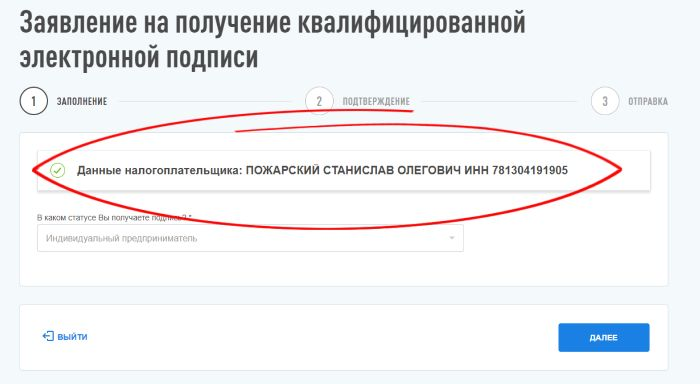 Заявление на получение квалифицированной
электронной подписи
1 ЗАПОЛНЕНИЕ 2 ПОДТВЕРЖДЕНИЕ 3 ОТПРАВКА
Данные налогоплательщика: ПОЖАРСКИЙ СТАНИСЛАВ ОЛЕГОВИЧ ИНН 781304191905
В каком статусе Вы получаете подпись? *
Индивидуальный предприниматель
ВЫЙТИ ДАЛЕЕ